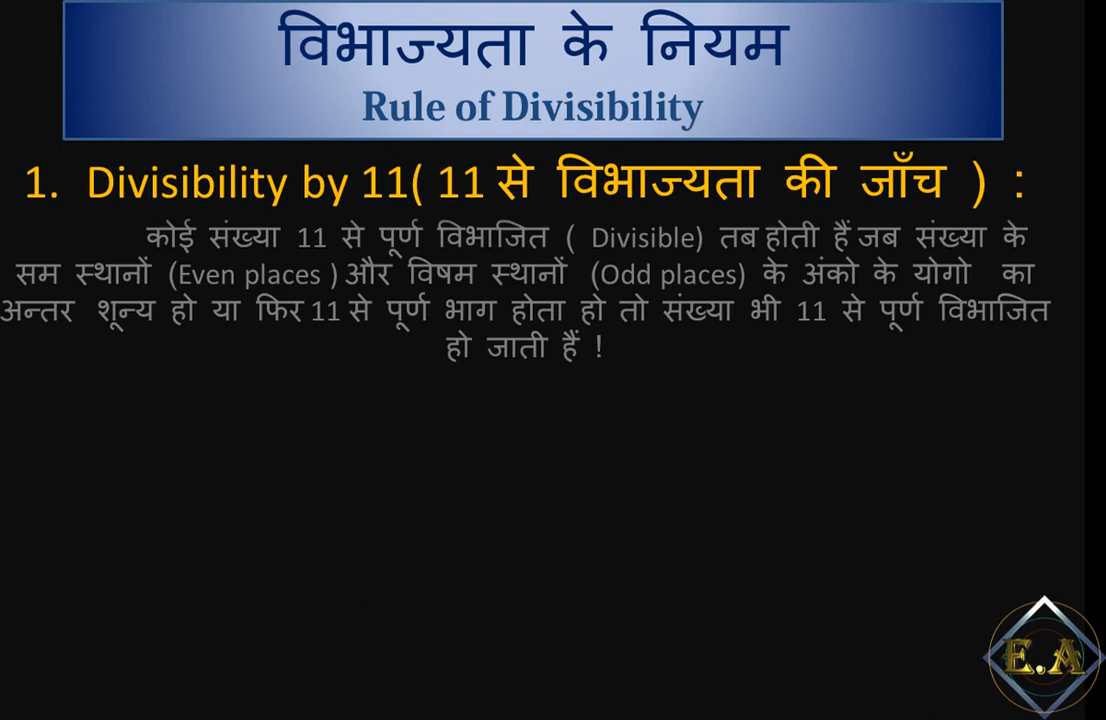 विभाज्यता के नियम
Rule of Divisibility
1. Divisibility by 11( 11 से विभाज्यता की जाँच ) :
कोई संख्या 11 से पूर्ण विभाजित ( Divisible) तब होती हैं जब संख्या के
सम स्थानों (Even places ) और विषम स्थानों (Odd places) के अंको के योगो का
अन्तर शून्य हो या फिर 11 से पूर्ण भाग होता हो तो संख्या भी 11 से पूर्ण विभाजित
हो जाती हैं !
E.A